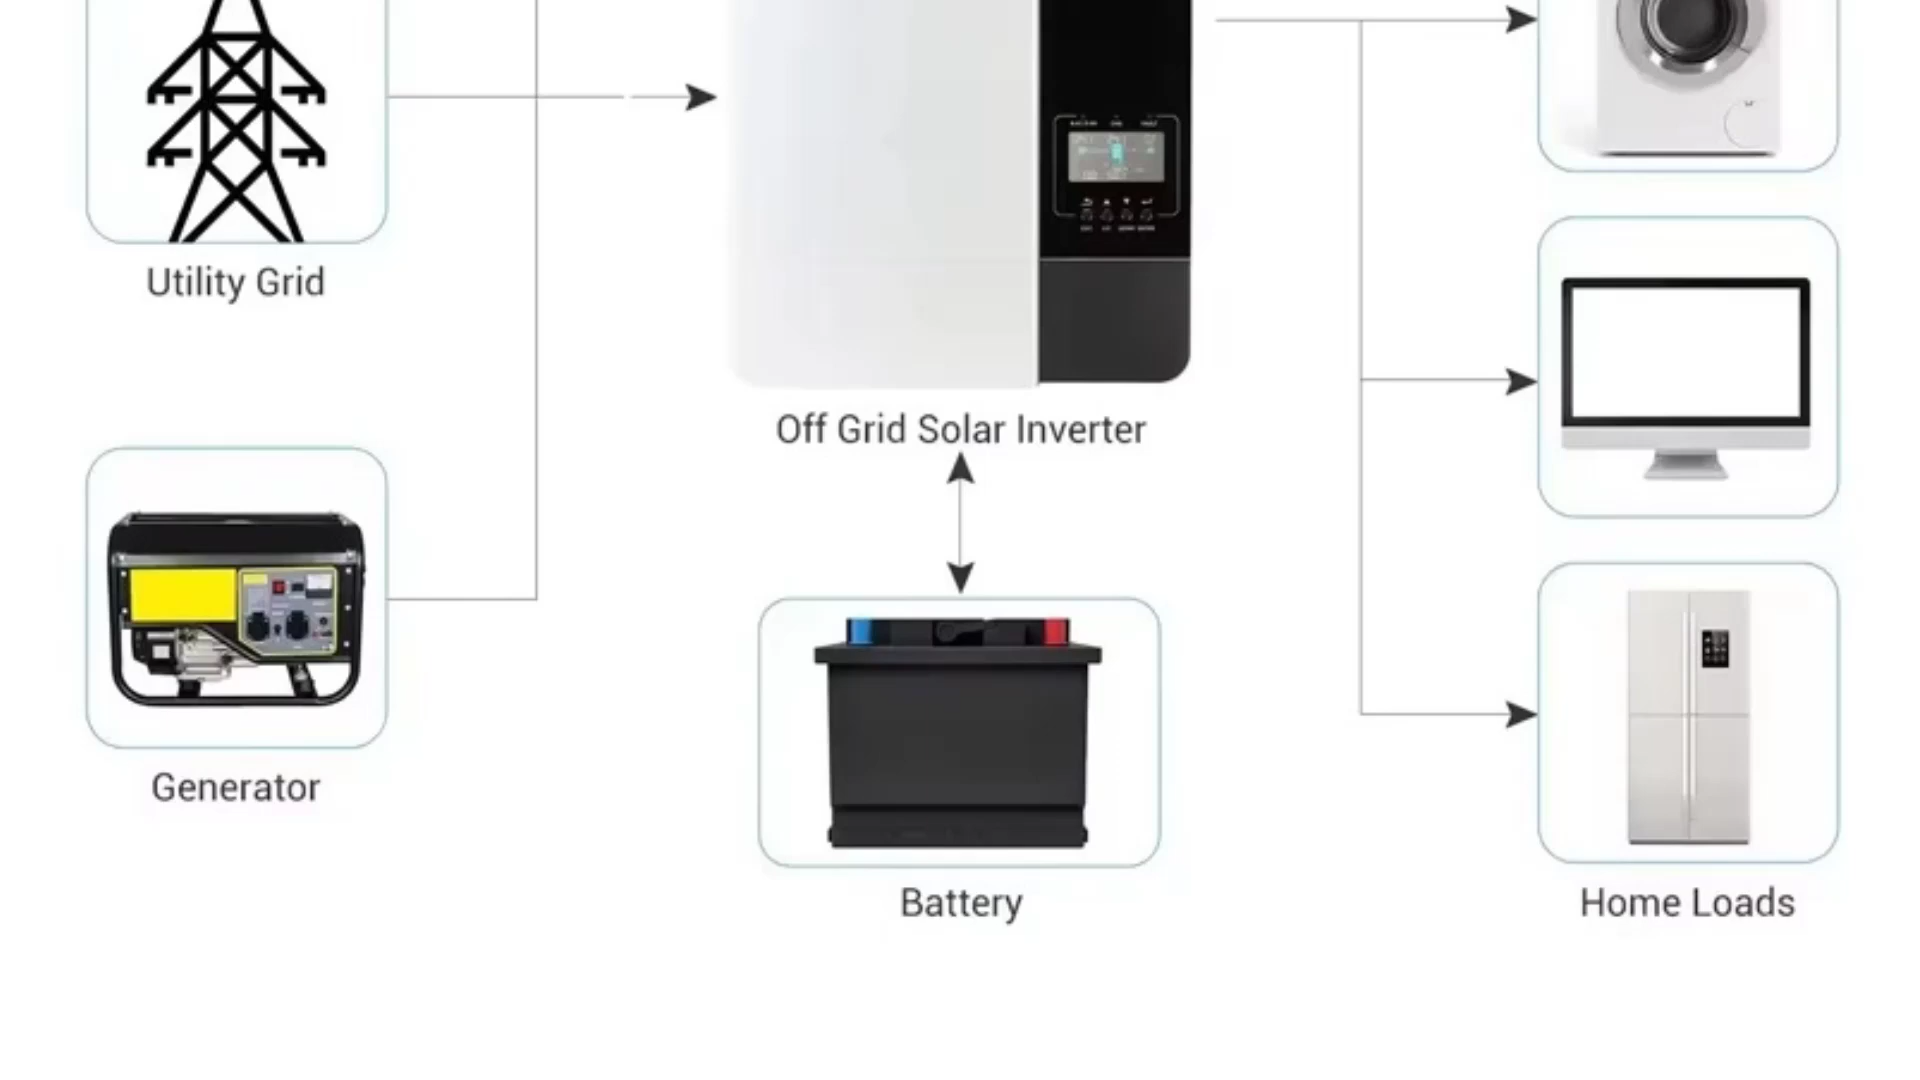 Utility Grid
Off Grid Solar Inverter
Generator
Battery
Home Loads